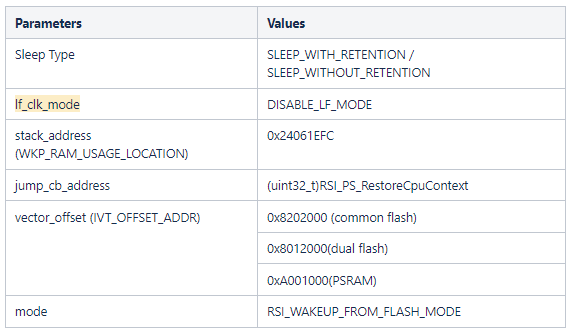 Parameters Values
Sleep Type SLEEP_WITH_RETENTION /
SLEEP_WITHOUT_RETENTION
lf_clk_mode DISABLE_LF_MODE
stack_address 0x24061EFC
(WKP_RAM_USAGE_LOCATION)
jump_cb_address (uint32_t)RSI_PS_RestoreCpuContext
vector_offset (IVT_OFFSET_ADDR) 0x8202000 (common flash)
0x8012000(dual flash)
0xA001000(PSRAM)
mode RSI_WAKEUP_FROM_FLASH_MODE